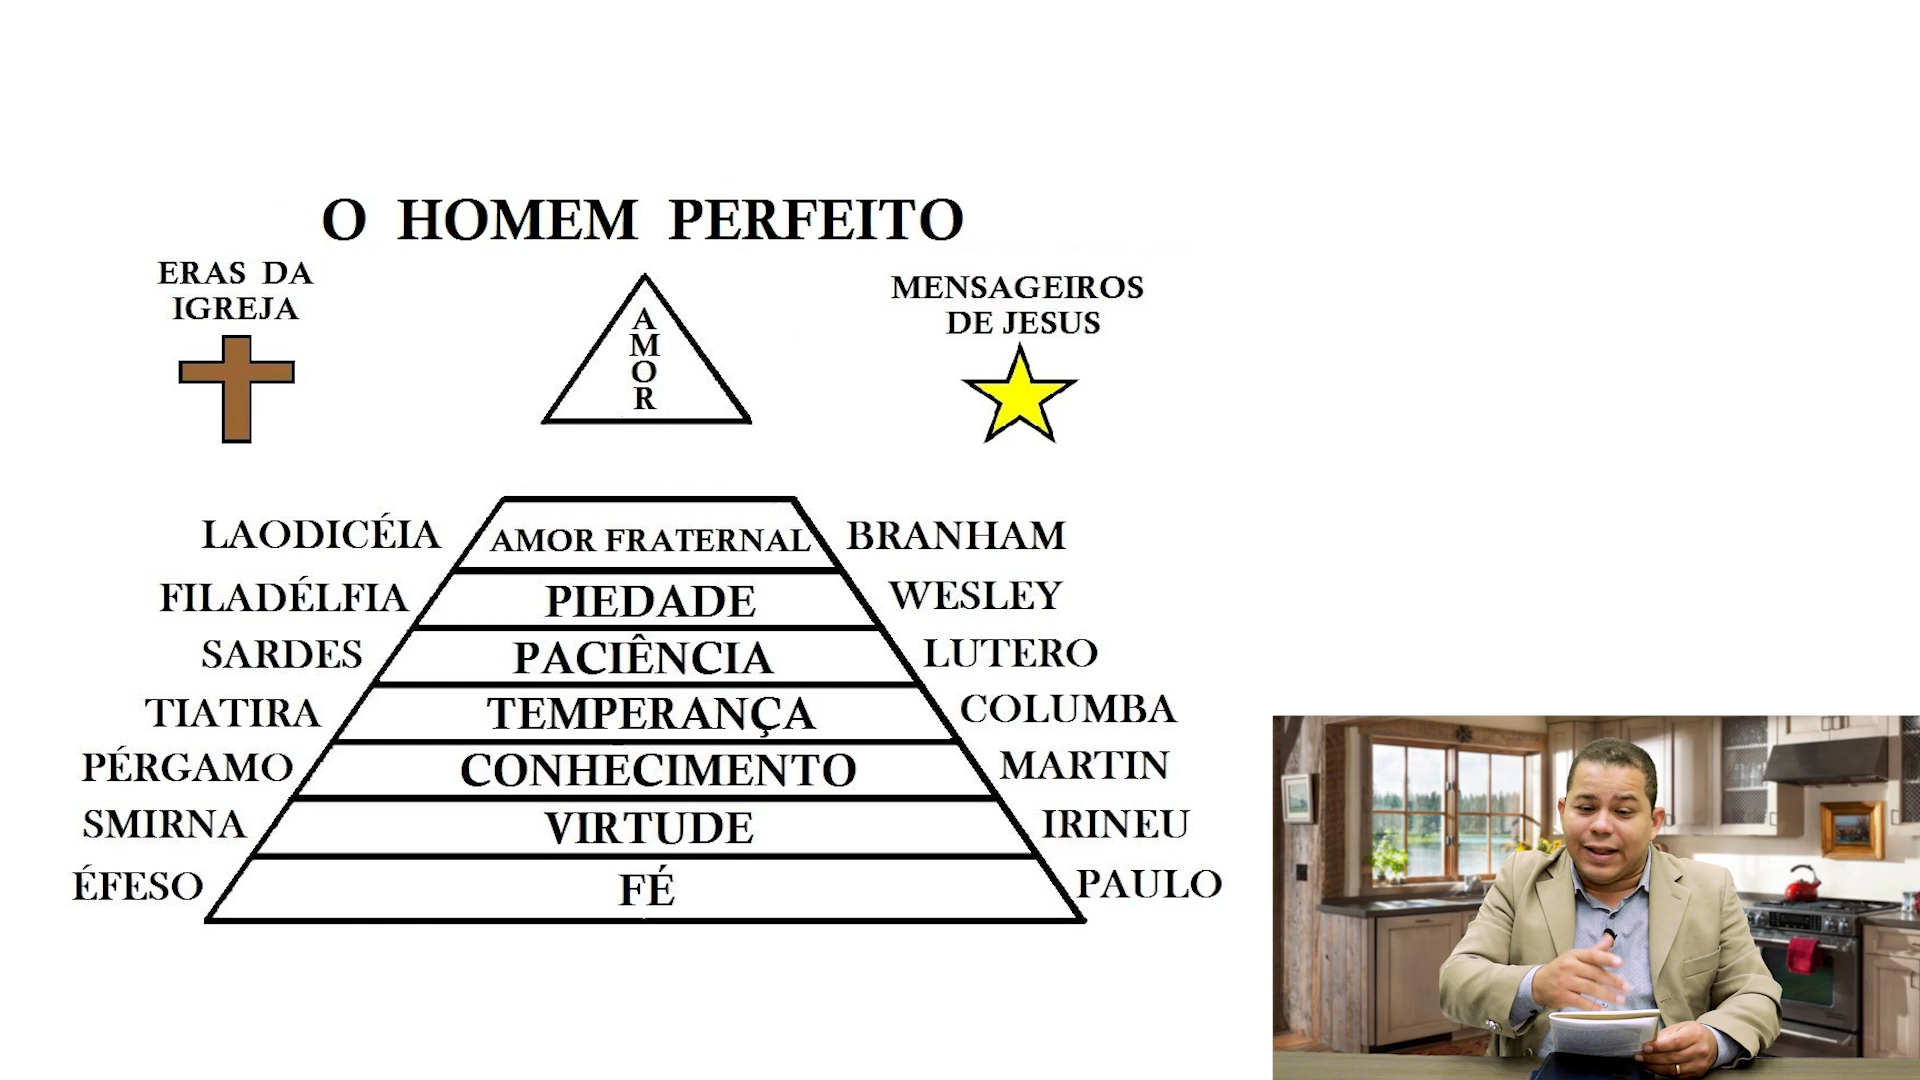 O HOMEM PERFEITO
ERAS DA
IGREJA
A
M
O
R
MENSAGEIROS
DE JESUS
LAODICÉIA AMOR FRATERNAL BRANHAM
FILADÉLFIA PIEDADE WESLEY
SARDES PACIÊNCIA LUTERO
TIATIRA TEMPERANÇA COLUMBA
PÉRGAMO CONHECIMENTO MARTIN
SMIRNA VIRTUDE IRINEU
ÉFESO FÉ PAULO